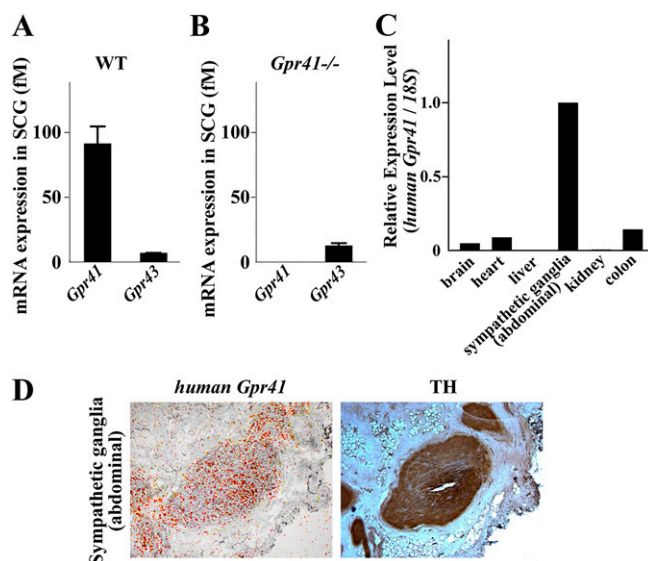 A
WT
mRNA expression in SCG (fM)
100
50
0
Gpr41
Gpr43
B
Gpr41-/-
mRNA expression in SCG (fM)
100
50
0
Gpr41
Gpr43
C
Relative Expression Level
(human Gpr41 / 18S)
1.0
0.5
0
brain
heart
liver
sympathetic ganglia
(abdominal)
kidney
colon
D
human Gpr41
TH
Sympathetic ganglia
(abdominal)